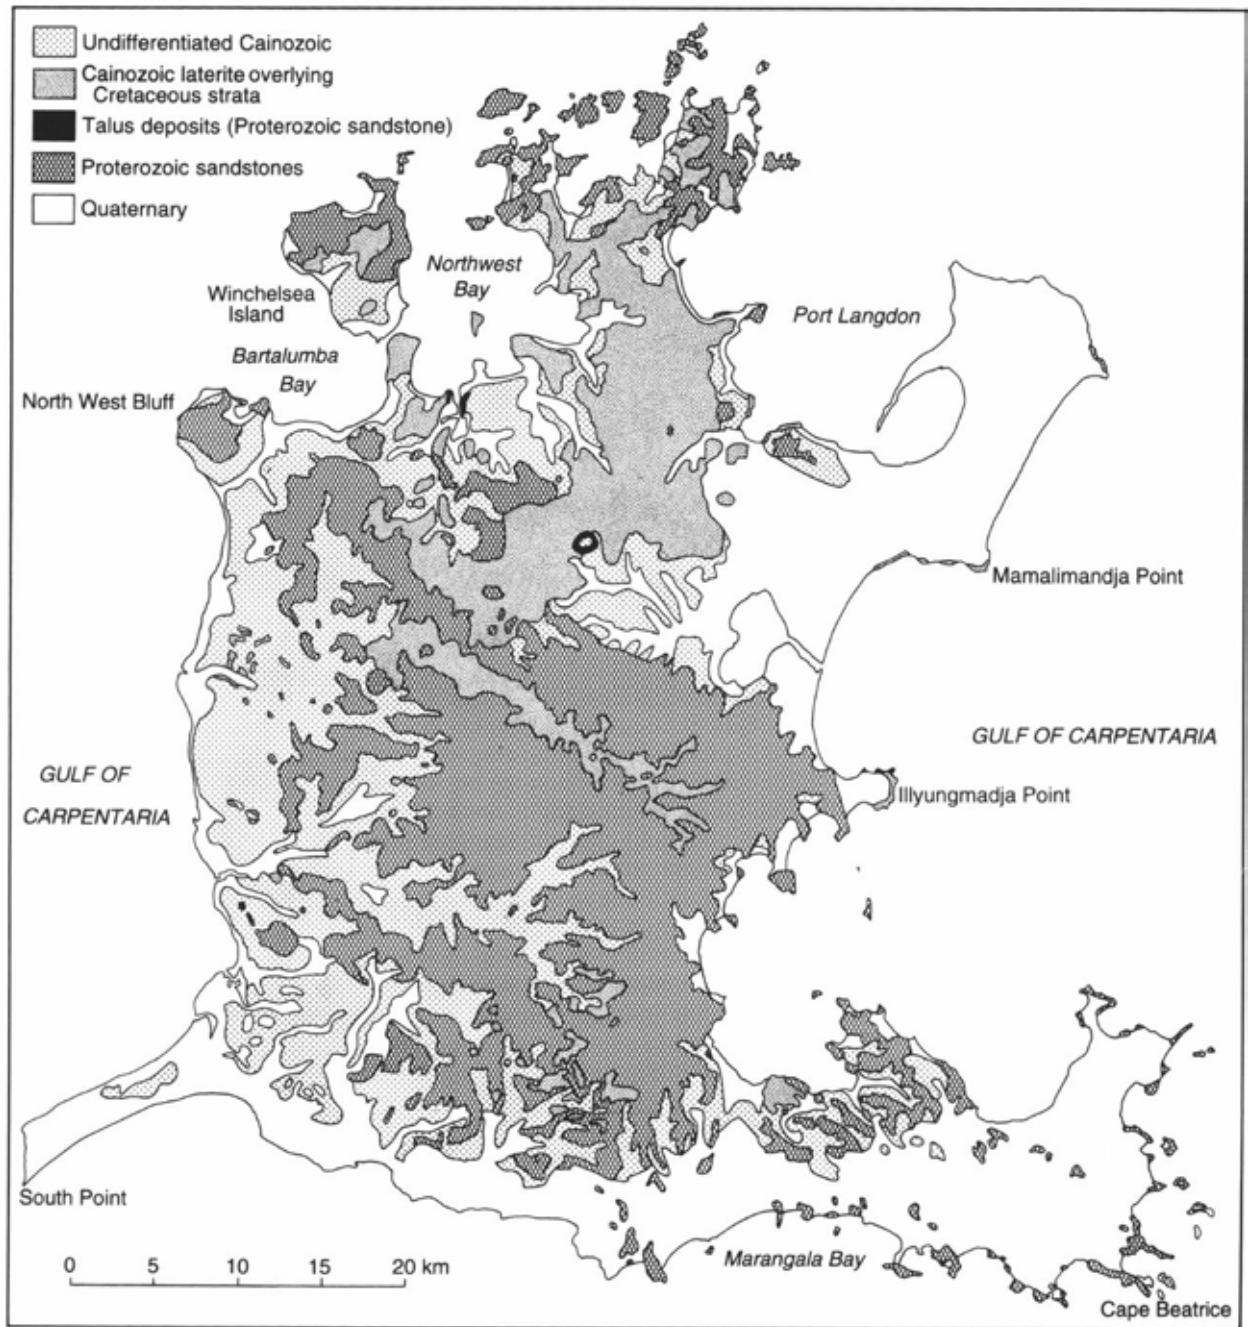 Undifferentiated Cainozoic
Cainozoic laterite overlying
Cretaceous strata
Talus deposits (Proterozoic sandstone)
Proterozoic sandstones
Quaternary
Northwest
Bay
Winchelsea
Island
Port Langdon
Bartalumba
Bay
North West Bluff
Mamalimandja Point
GULF OF CARPENTARIA
GULF OF
CARPENTARIA
Illyungmadja Point
South Point
0 5 10 15 20 km
Marangala Bay
Cape Beatrice